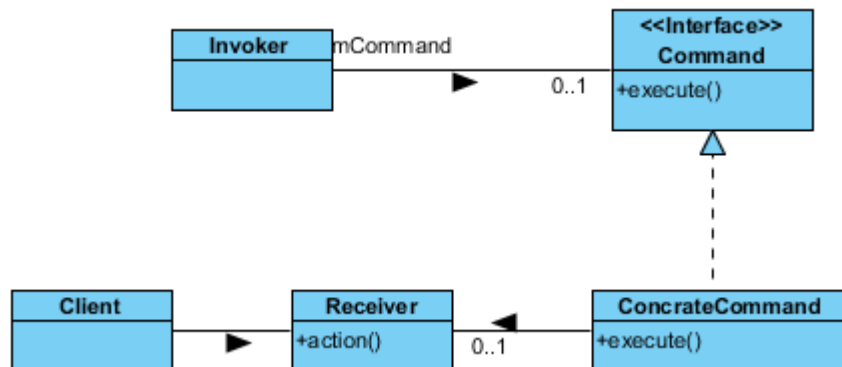 Invoker
mCommand
<<Interface>>
Command
0..1
+execute()
Client
Receiver
+action()
0..1
ConcrateCommand
+execute()